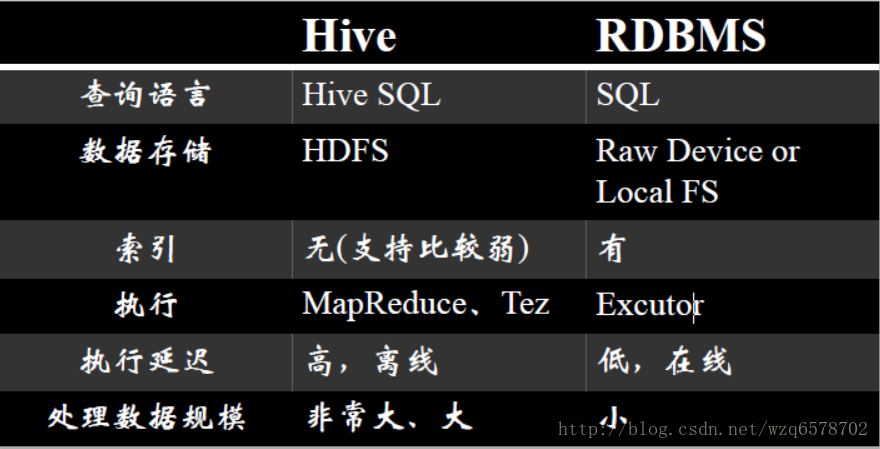 Hive RDBMS
查询语言 Hive SQL SQL
数据存储 HDFS Raw Device or
Local FS
索引 无(支持比较弱) 有
执行 MapReduce、Tez Excutor
执行延迟 高，离线 低，在线
处理数据规模 非常大、大 小
http://blog.csdn.net/wzq6578702